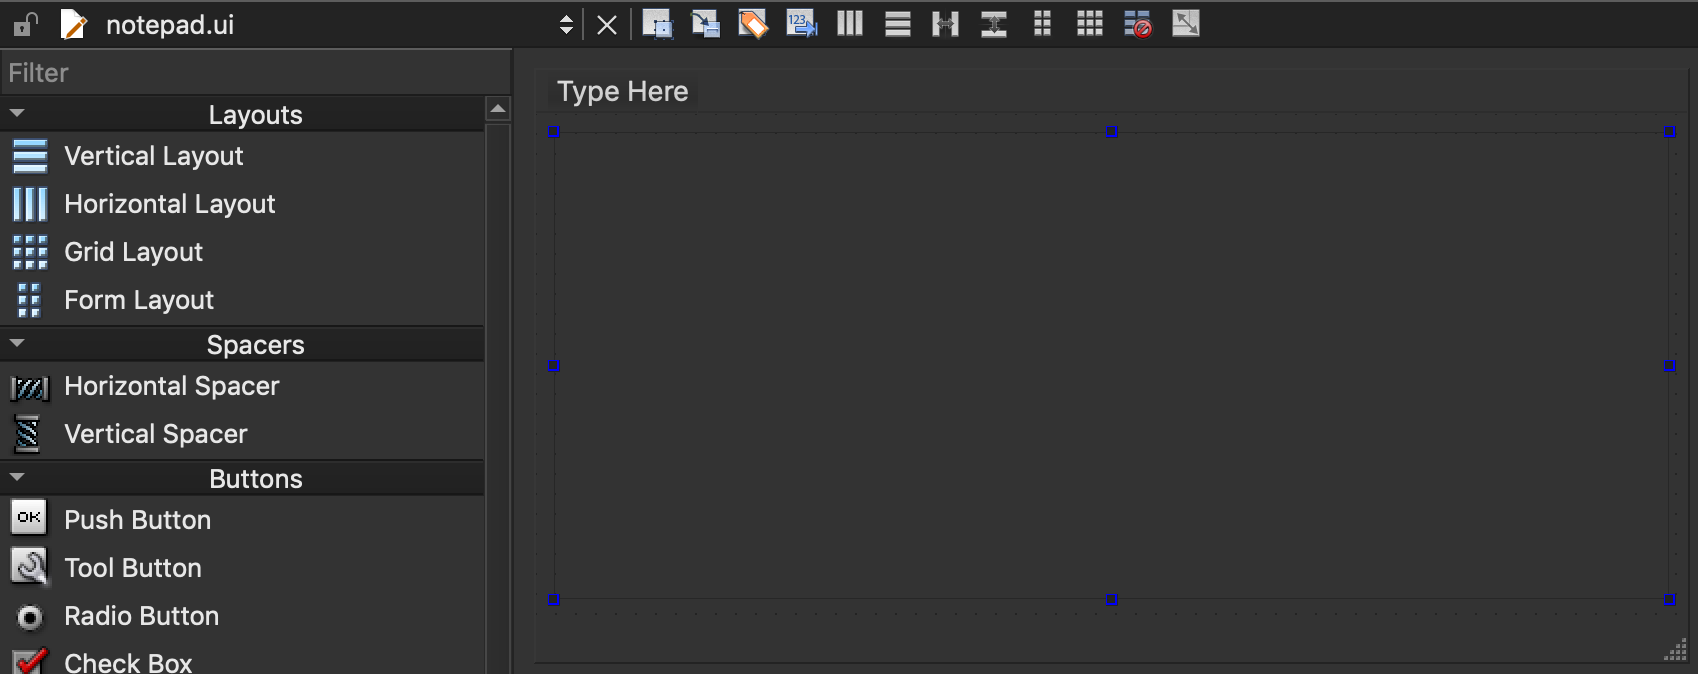 notepad.ui
123
Filter
Type Here
Layouts
Vertical Layout
Horizontal Layout
Grid Layout
Form Layout
Spacers
Horizontal Spacer
Vertical Spacer
Buttons
OK
Push Button
Tool Button
Radio Button
Check Box